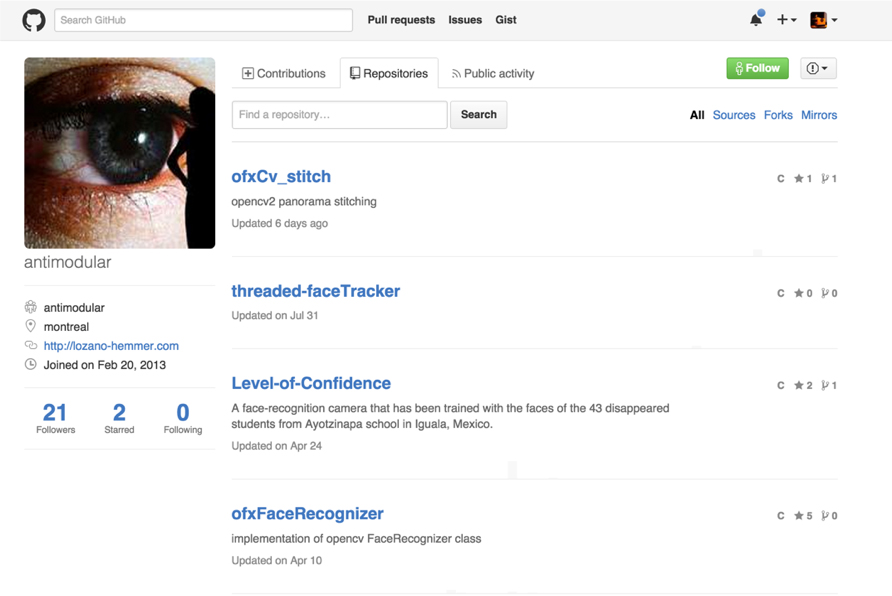 Search GitHub
Pull requests Issues Gist
Contributions Repositories Public activity
Follow
Find a repository...
Search
All Sources Forks Mirrors
antimodular
antimodular
montreal
http://lozano-hemmer.com
Joined on Feb 20, 2013
21 2 0
Followers Starred Following
ofxCv_stitch C 1 1
opencv2 panorama stitching
Updated 6 days ago
threaded-faceTracker C 0 0
Updated on Jul 31
Level-of-Confidence C 2 1
A face-recognition camera that has been trained with the faces of the 43 disappeared
students from Ayotzinapa school in Iguala, Mexico.
Updated on Apr 24
ofxFaceRecognizer C 5 0
implementation of opencv FaceRecognizer class
Updated on Apr 10